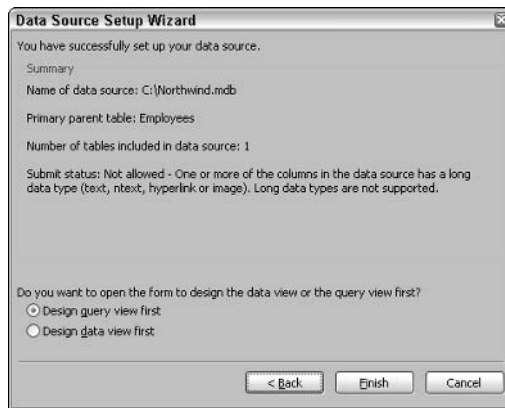 Data Source Setup Wizard
You have successfully set up your data source.
Summary
Name of data source: C:\Northwind.mdb
Primary parent table: Employees
Number of tables included in data source: 1
Submit status: Not allowed - One or more of the columns in the data source has a long
data type (text, ntext, hyperlink or image). Long data types are not supported.
Do you want to open the form to design the data view or the query view first?
Design query view first
Design data view first
< Back Finish Cancel